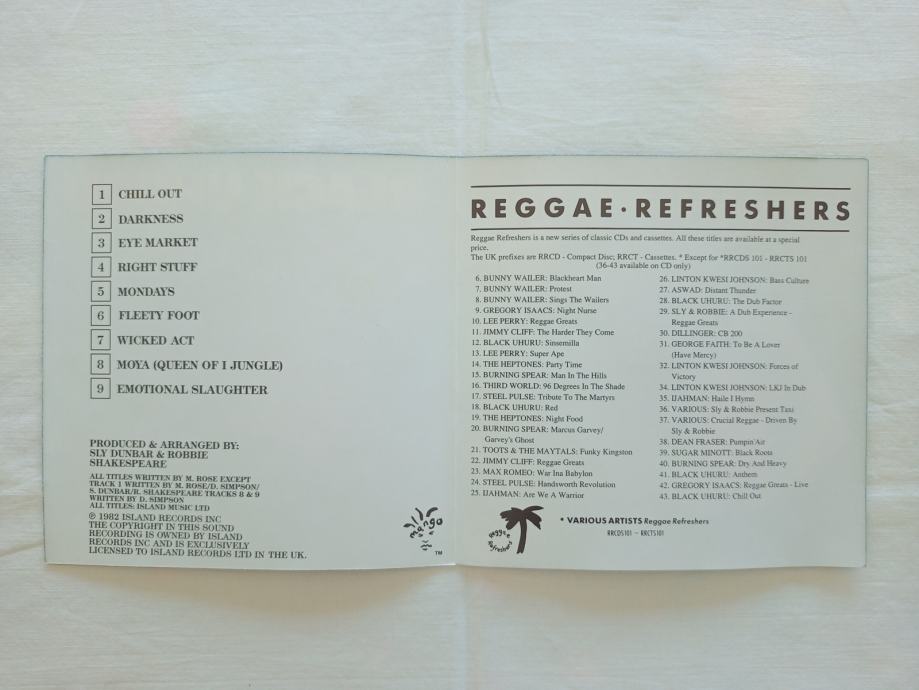 1 CHILL OUT
2 DARKNESS
3 EYE MARKET
4 RIGHT STUFF
5 MONDAYS
6 FLEETY FOOT
7 WICKED ACT
8 MOYA (QUEEN OF I JUNGLE)
9 EMOTIONAL SLAUGHTER
PRODUCED & ARRANGED BY:
SLY DUNBAR & ROBBIE
SHAKESPEARE
ALL TITLES WRITTEN BY M. ROSE EXCEPT
TRACK 1 WRITTEN BY M. ROSE/D. SIMPSON/
S. DUNBAR/R. SHAKESPEARE TRACKS 8 & 9
WRITTEN BY D. SIMPSON
ALL TITLES: ISLAND MUSIC LTD
℗ 1982 ISLAND RECORDS INC
THE COPYRIGHT IN THIS SOUND
RECORDING IS OWNED BY ISLAND
RECORDS INC AND IS EXCLUSIVELY
LICENSED TO ISLAND RECORDS LTD IN THE UK.
mango
TM
REGGAE · REFRESHERS
Reggae Refreshers is a new series of classic CDs and cassettes. All these titles are available at a special
price.
The UK prefixes are RRCD - Compact Disc; RRCT - Cassettes. * Except for *RRCDS 101 - RRCTS 101
(36-43 available on CD only)
6. BUNNY WAILER: Blackheart Man
7. BUNNY WAILER: Protest
8. BUNNY WAILER: Sings The Wailers
9. GREGORY ISAACS: Night Nurse
10. LEE PERRY: Reggae Greats
11. JIMMY CLIFF: The Harder They Come
12. BLACK UHURU: Sinsemilla
13. LEE PERRY: Super Ape
14. THE HEPTONES: Party Time
15. BURNING SPEAR: Man In The Hills
16. THIRD WORLD: 96 Degrees In The Shade
17. STEEL PULSE: Tribute To The Martyrs
18. BLACK UHURU: Red
19. THE HEPTONES: Night Food
20. BURNING SPEAR: Marcus Garvey/
Garvey's Ghost
21. TOOTS & THE MAYTALS: Funky Kingston
22. JIMMY CLIFF: Reggae Greats
23. MAX ROMEO: War Ina Babylon
24. STEEL PULSE: Handsworth Revolution
25. IJAHMAN: Are We A Warrior
26. LINTON KWESI JOHNSON: Bass Culture
27. ASWAD: Distant Thunder
28. BLACK UHURU: The Dub Factor
29. SLY & ROBBIE: A Dub Experience -
Reggae Greats
30. DILLINGER: CB 200
31. GEORGE FAITH: To Be A Lover
(Have Mercy)
32. LINTON KWESI JOHNSON: Forces of
Victory
34. LINTON KWESI JOHNSON: LKJ In Dub
35. IJAHMAN: Haile I Hymn
36. VARIOUS: Sly & Robbie Present Taxi
37. VARIOUS: Crucial Reggae - Driven By
Sly & Robbie
38. DEAN FRASER: Pumpin'Air
39. SUGAR MINOTT: Black Roots
40. BURNING SPEAR: Dry And Heavy
41. BLACK UHURU: Anthem
42. GREGORY ISAACS: Reggae Greats - Live
43. BLACK UHURU: Chill Out
reggae refreshers
* VARIOUS ARTISTS Reggae Refreshers
RRCDS101 – RRCTS101